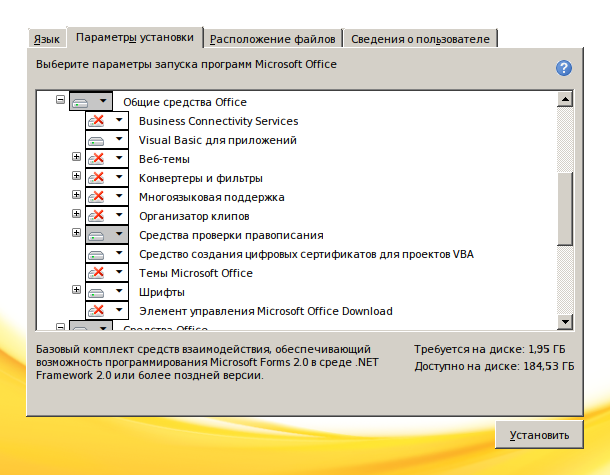 Язык Параметры установки Расположение файлов Сведения о пользователе
Выберите параметры запуска программ Microsoft Office
?
Общие средства Office
Business Connectivity Services
Visual Basic для приложений
Веб-темы
Конвертеры и фильтры
Многоязыковая поддержка
Организатор клипов
Средства проверки правописания
Средство создания цифровых сертификатов для проектов VBA
Темы Microsoft Office
Шрифты
Элемент управления Microsoft Office Download
Средства Office
Базовый комплект средств взаимодействия, обеспечивающий
возможность программирования Microsoft Forms 2.0 в среде .NET
Framework 2.0 или более поздней версии.
Требуется на диске: 1,95 ГБ
Доступно на диске: 184,53 ГБ
Установить